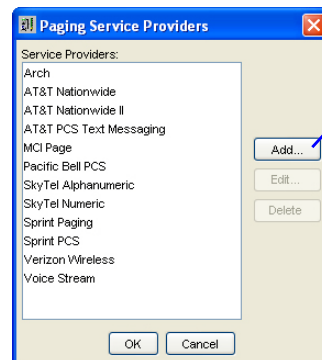 Paging Service Providers
Service Providers:
Arch
AT&T Nationwide
AT&T Nationwide II
AT&T PCS Text Messaging
MCI Page
Pacific Bell PCS
SkyTel Alphanumeric
SkyTel Numeric
Sprint Paging
Sprint PCS
Verizon Wireless
Voice Stream
Add...
Edit...
Delete
OK Cancel